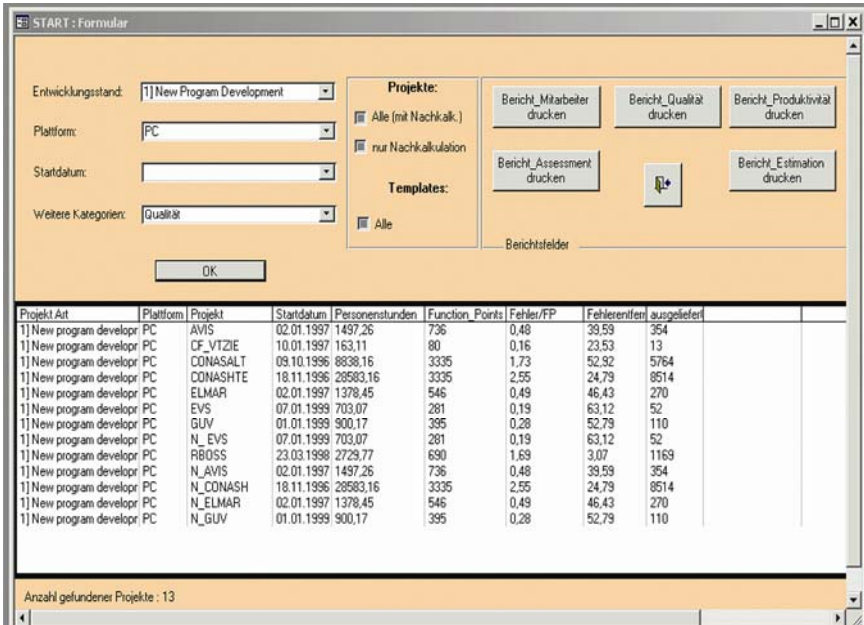 START : Formular
Entwicklungsstand: 1] New Program Development
Plattform: PC
Startdatum:
Weitere Kategorien: Qualität
OK
Projekte:
Alle (mit Nachkalk.)
nur Nachkalkulation
Templates:
Alle
Bericht_Mitarbeiter drucken
Bericht_Qualität drucken
Bericht_Produktivität drucken
Bericht_Assessment drucken
Bericht_Estimation drucken
Berichtsfelder
Projekt Art Plattform Projekt Startdatum Personenstunden Function_Points Fehler/FP Fehlerentfern ausgeliefert
1] New program developr PC AVIS 02.01.1997 1497,26 736 0,48 39,59 354
1] New program developr PC CF_VTZIE 10.01.1997 163,11 80 0,16 23,53 13
1] New program developr PC CONASALT 09.10.1996 8838,16 3335 1,73 52,92 5764
1] New program developr PC CONASHTE 18.11.1996 28583,16 3335 2,55 24,79 8514
1] New program developr PC ELMAR 02.01.1997 1378,45 546 0,49 46,43 270
1] New program developr PC EVS 07.01.1999 703,07 281 0,19 63,12 52
1] New program developr PC GUV 01.01.1999 900,17 395 0,28 52,79 110
1] New program developr PC N_EVS 07.01.1999 703,07 281 0,19 63,12 52
1] New program developr PC RBOSS 23.03.1998 2729,77 690 1,69 3,07 1169
1] New program developr PC N_AVIS 02.01.1997 1497,26 736 0,48 39,59 354
1] New program developr PC N_CONASH 18.11.1996 28583,16 3335 2,55 24,79 8514
1] New program developr PC N_ELMAR 02.01.1997 1378,45 546 0,49 46,43 270
1] New program developr PC N_GUV 01.01.1999 900,17 395 0,28 52,79 110
Anzahl gefundener Projekte : 13